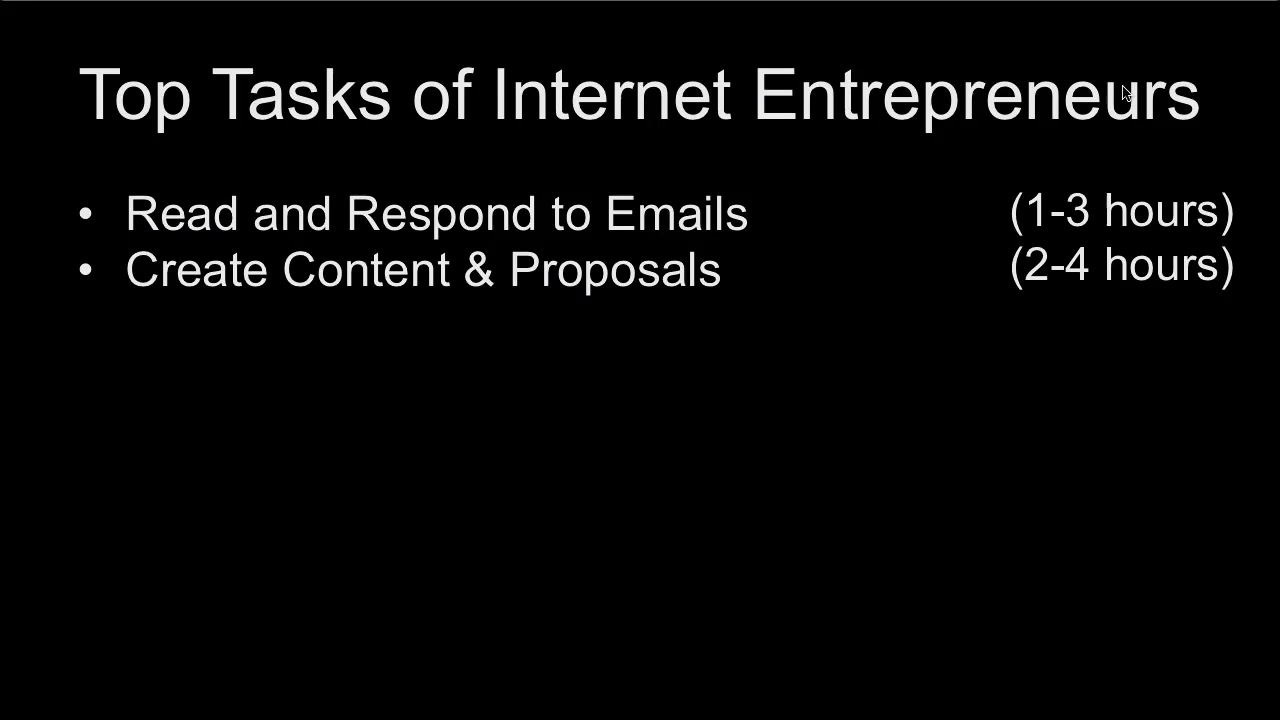 Top Tasks of Internet Entrepreneurs
• Read and Respond to Emails (1-3 hours)
• Create Content & Proposals (2-4 hours)